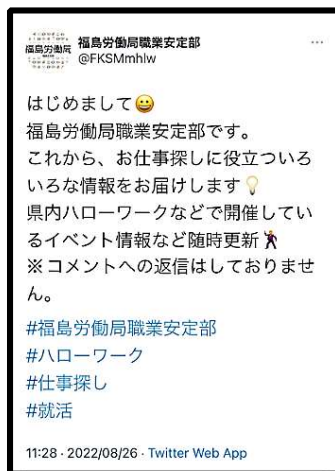 福島労働局
福島労働局職業安定部
@FKSMmhlw
はじめまして😀
福島労働局職業安定部です。
これから、お仕事探しに役立ついろ
いろな情報をお届けします💡
県内ハローワークなどで開催してい
るイベント情報など随時更新🕺
※コメントへの返信はしておりませ
ん。
#福島労働局職業安定部
#ハローワーク
#仕事探し
#就活
11:28 · 2022/08/26 · Twitter Web App